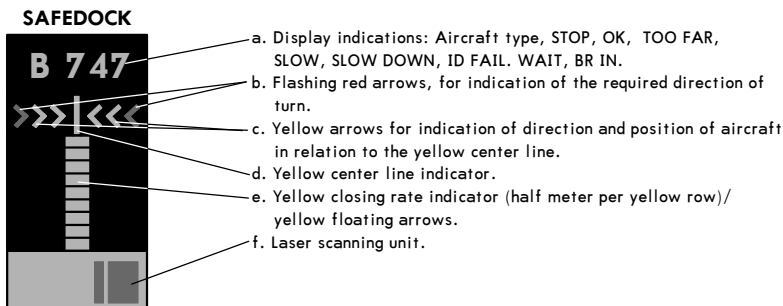 SAFEDOCK
B 747
a. Display indications: Aircraft type, STOP, OK, TOO FAR,
SLOW, SLOW DOWN, ID FAIL. WAIT, BR IN.
b. Flashing red arrows, for indication of the required direction of
turn.
c. Yellow arrows for indication of direction and position of aircraft
in relation to the yellow center line.
d. Yellow center line indicator.
e. Yellow closing rate indicator (half meter per yellow row)/
yellow floating arrows.
f. Laser scanning unit.